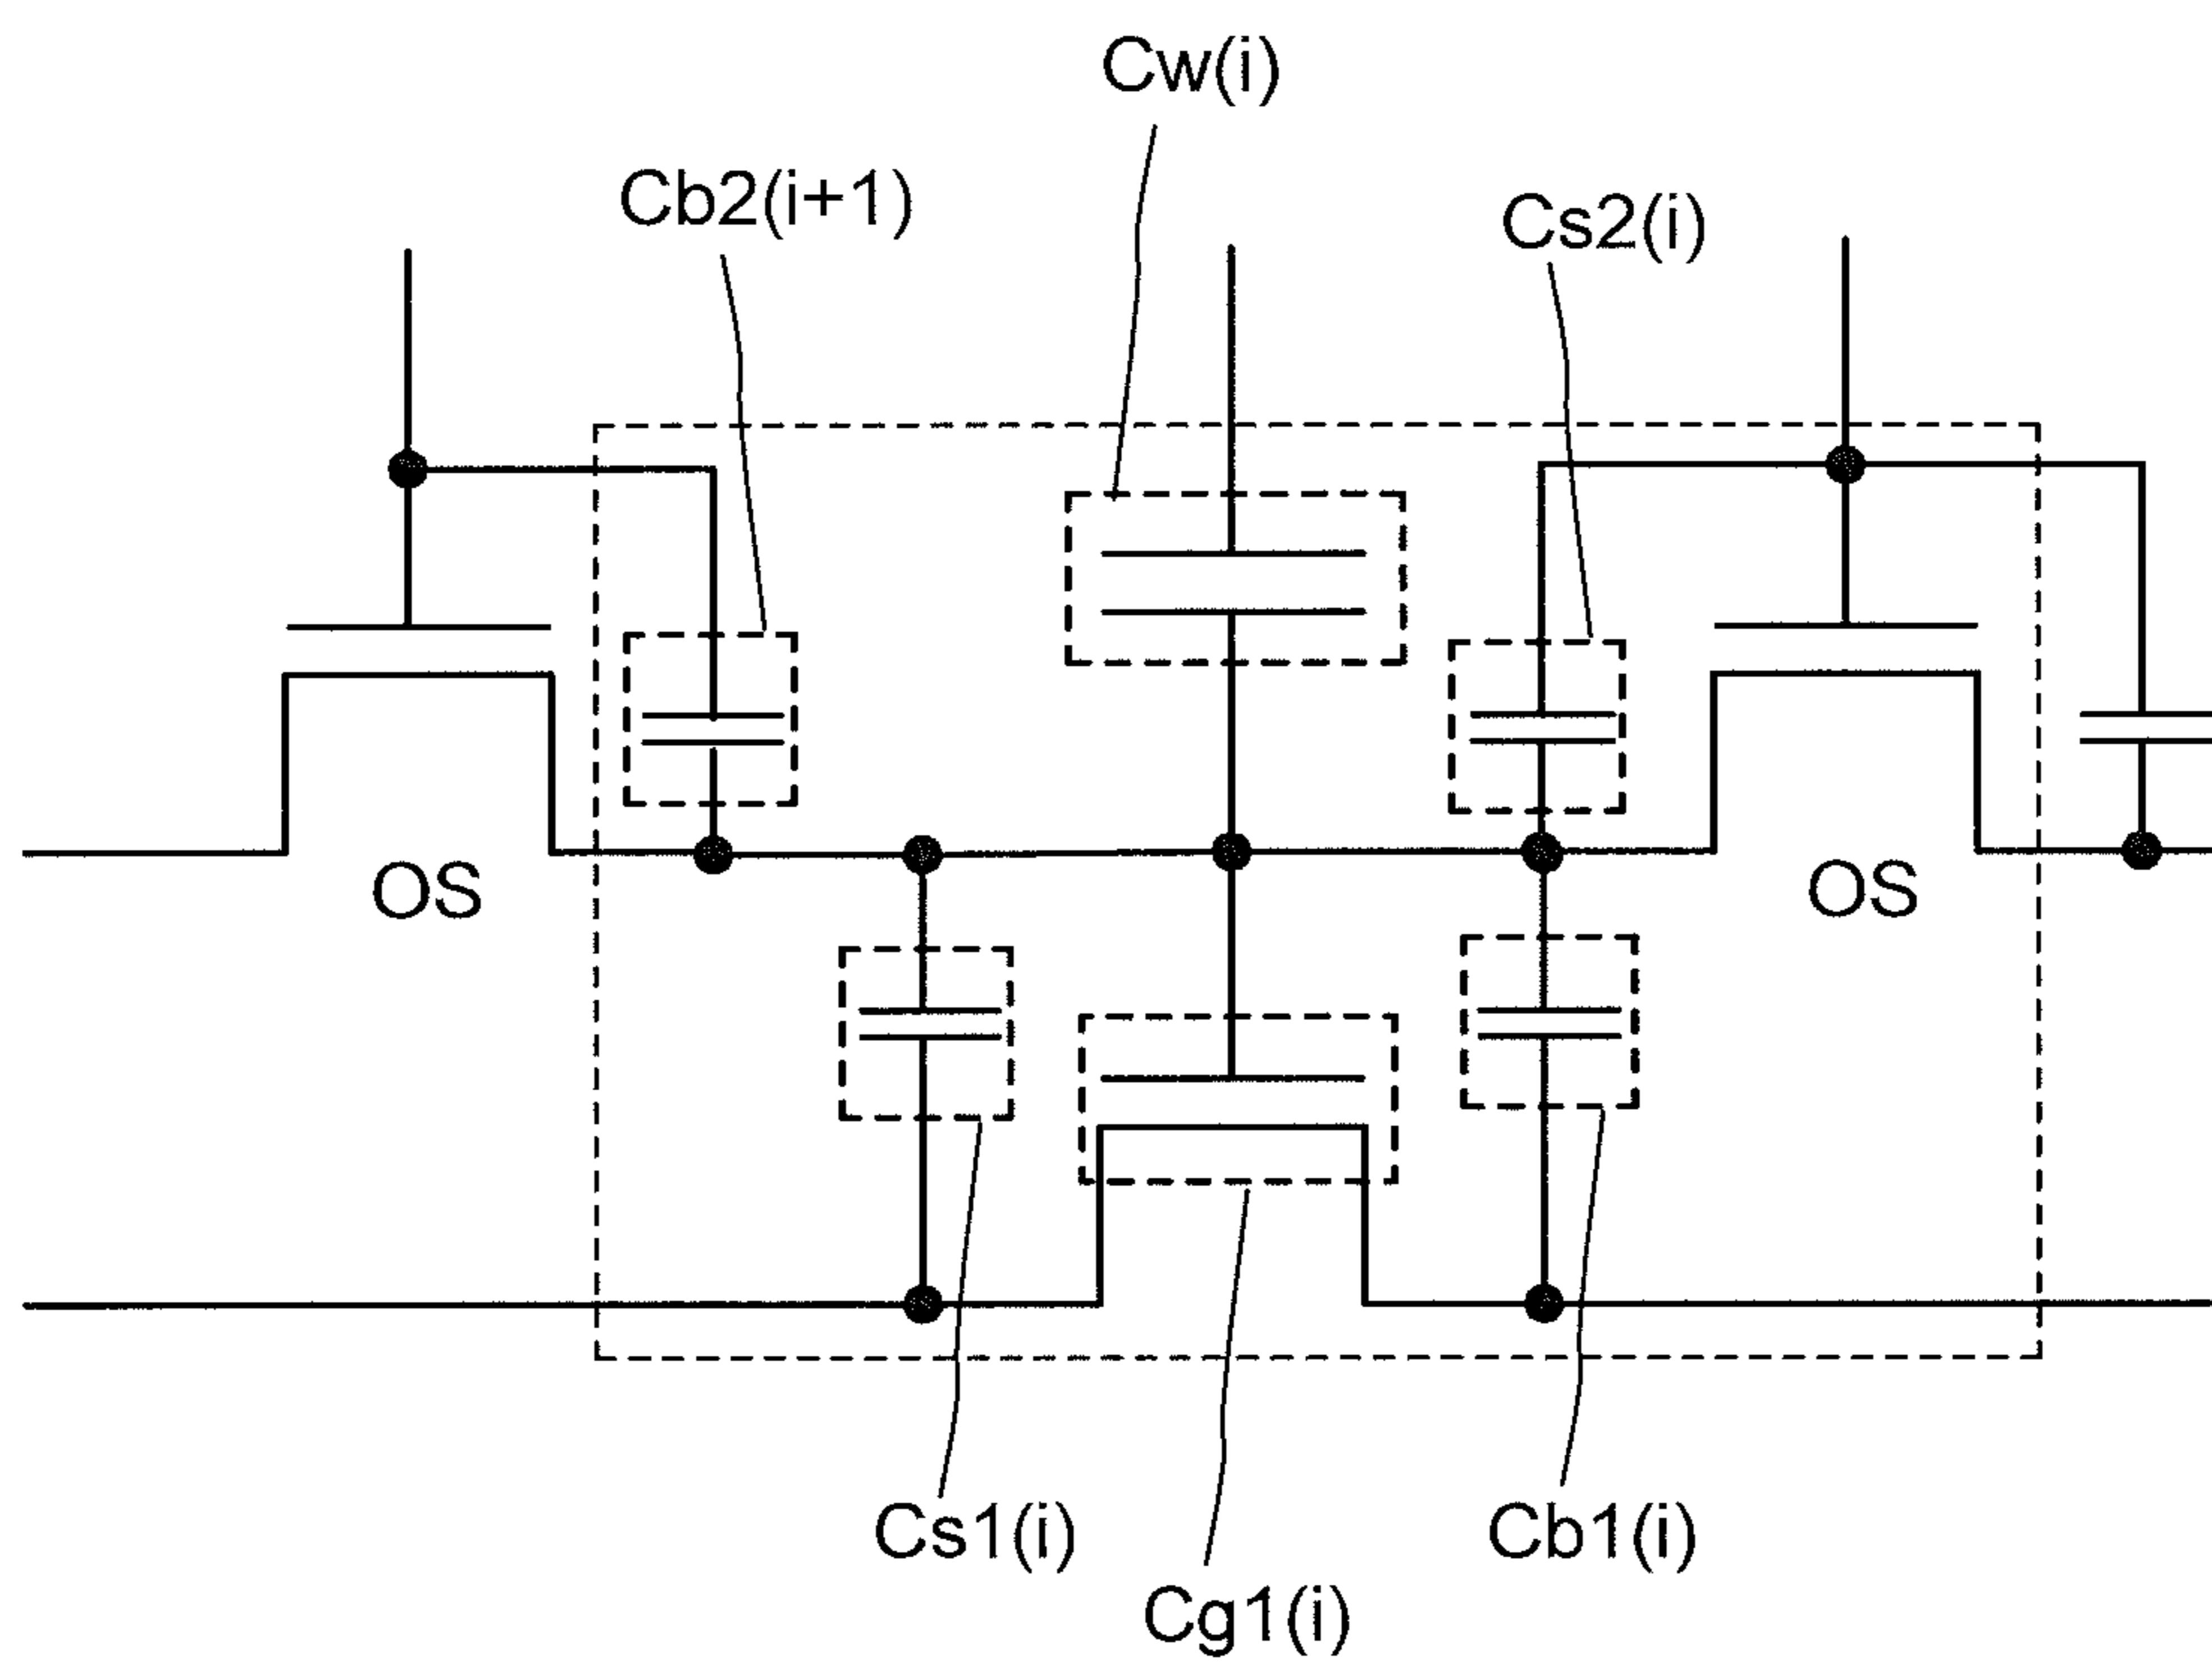 Cw(i)
Cb2(i+1)
Cs2(i)
OS
OS
Cs1(i)
Cb1(i)
Cg1(i)